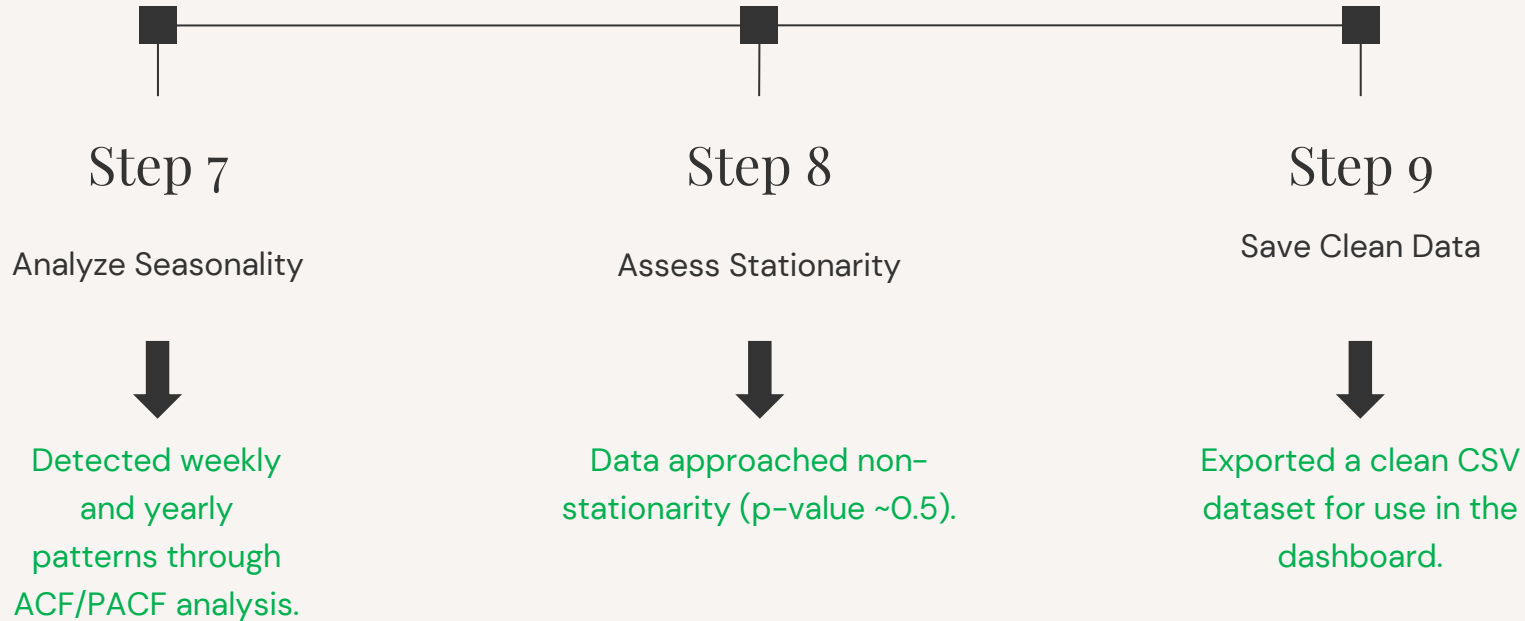 Step 7
Analyze Seasonality
Detected weekly
and yearly
patterns through
ACF/PACF analysis.
Step 8
Assess Stationarity
Data approached non-
stationarity (p-value ~0.5).
Step 9
Save Clean Data
Exported a clean CSV
dataset for use in the
dashboard.